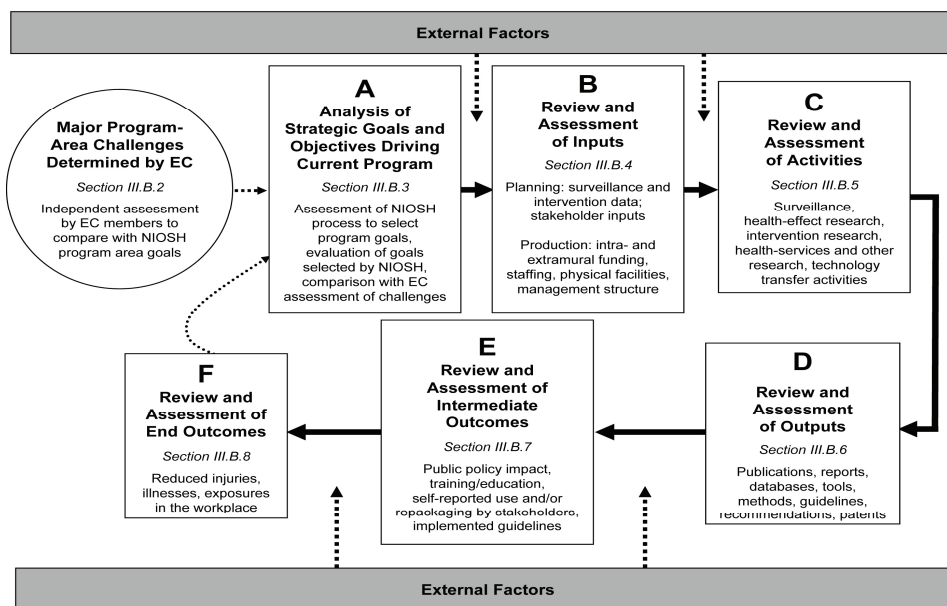 External Factors
Major Program-
Area Challenges
Determined by EC
Section III.B.2
Independent assessment
by EC members to
compare with NIOSH
program area goals
A
Analysis of
Strategic Goals and
Objectives Driving
Current Program
Section III.B.3
Assessment of NIOSH
process to select
program goals,
evaluation of goals
selected by NIOSH,
comparison with EC
assessment of challenges
B
Review and
Assessment
of Inputs
Section III.B.4
Planning: surveillance and
intervention data;
stakeholder inputs
Production: intra- and
extramural funding,
staffing, physical facilities,
management structure
C
Review and
Assessment
of Activities
Section III.B.5
Surveillance,
health-effect research,
intervention research,
health-services and other
research, technology
transfer activities
D
Review and
Assessment
of Outputs
Section III.B.6
Publications, reports,
databases, tools,
methods, guidelines,
recommendations, patents
E
Review and
Assessment of
Intermediate
Outcomes
Section III.B.7
Public policy impact,
training/education,
self-reported use and/or
repackaging by stakeholders,
implemented guidelines
F
Review and
Assessment of
End Outcomes
Section III.B.8
Reduced injuries,
illnesses, exposures
in the workplace
External Factors